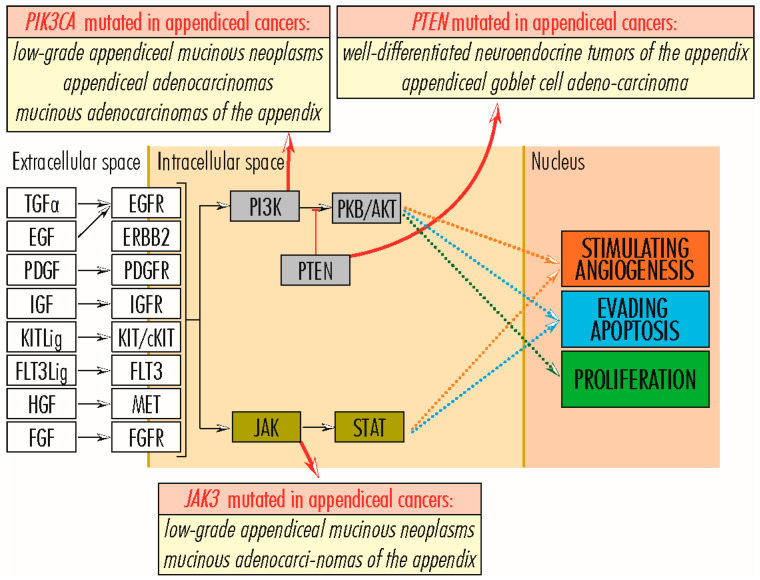 PIK3CA mutated in appendiceal cancers:
low-grade appendiceal mucinous neoplasms
appendiceal adenocarcinomas
mucinous adenocarcinomas of the appendix
PTEN mutated in appendiceal cancers:
well-differentiated neuroendocrine tumors of the appendix
appendiceal goblet cell adeno-carcinoma
Extracellular space
Intracellular space
Nucleus
TGFα
EGFR
EGF
ERBB2
PDGF
PDGFR
IGF
IGFR
KITLig
KIT/cKIT
FLT3Lig
FLT3
HGF
MET
FGF
FGFR
PI3K
PKB/AKT
PTEN
JAK
STAT
STIMULATING
ANGIOGENESIS
EVADING
APOPTOSIS
PROLIFERATION
JAK3 mutated in appendiceal cancers:
low-grade appendiceal mucinous neoplasms
mucinous adenocarci-nomas of the appendix